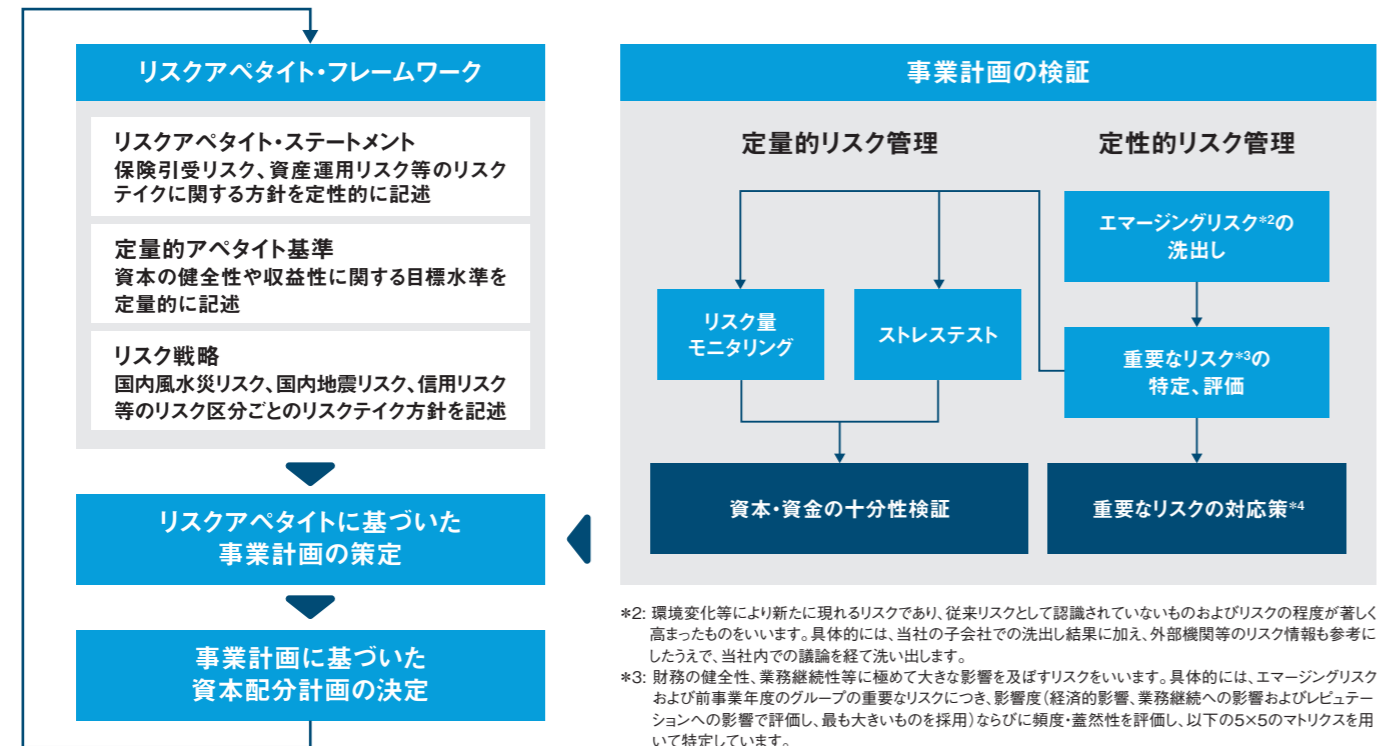 リスクアペタイト・フレームワーク
リスクアペタイト・ステートメント
保険引受リスク、資産運用リスク等のリスク
テイクに関する方針を定性的に記述
定量的アペタイト基準
資本の健全性や収益性に関する目標水準を
定量的に記述
リスク戦略
国内風水災リスク、国内地震リスク、信用リスク
等のリスク区分ごとのリスクテイク方針を記述
リスクアペタイトに基づいた
事業計画の策定
事業計画に基づいた
資本配分計画の決定
事業計画の検証
定量的リスク管理
リスク量
モニタリング
ストレステスト
資本・資金の十分性検証
定性的リスク管理
エマージングリスク*2の
洗出し
重要なリスク*3の
特定、評価
重要なリスクの対応策*4
*2: 環境変化等により新たに現れるリスクであり、従来リスクとして認識されていないものおよびリスクの程度が著しく
高まったものをいいます。具体的には、当社の子会社での洗出し結果に加え、外部機関等のリスク情報も参考に
したうえで、当社内での議論を経て洗い出します。
*3: 財務の健全性、業務継続性等に極めて大きな影響を及ぼすリスクをいいます。具体的には、エマージングリスク
および前事業年度のグループの重要なリスクにつき、影響度（経済的影響、業務継続への影響およびレピュテー
ションへの影響で評価し、最も大きいものを採用）ならびに頻度・蓋然性を評価し、以下の5×5のマトリクスを用
いて特定しています。